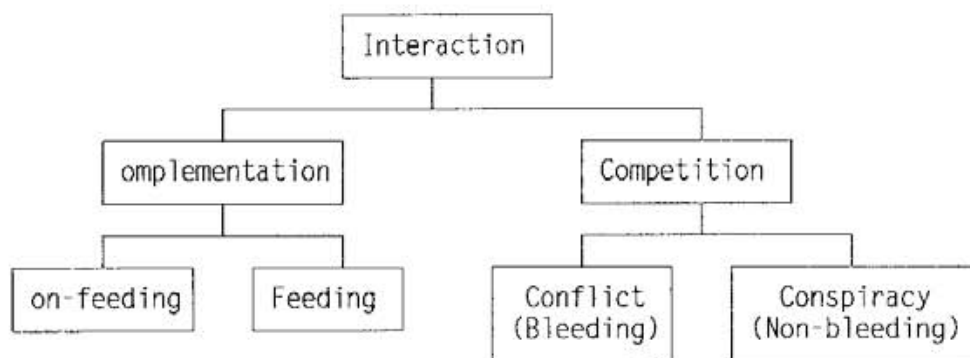 Interaction
omplementation
Competition
on-feeding
Feeding
Conflict
(Bleeding)
Conspiracy
(Non-bleeding)